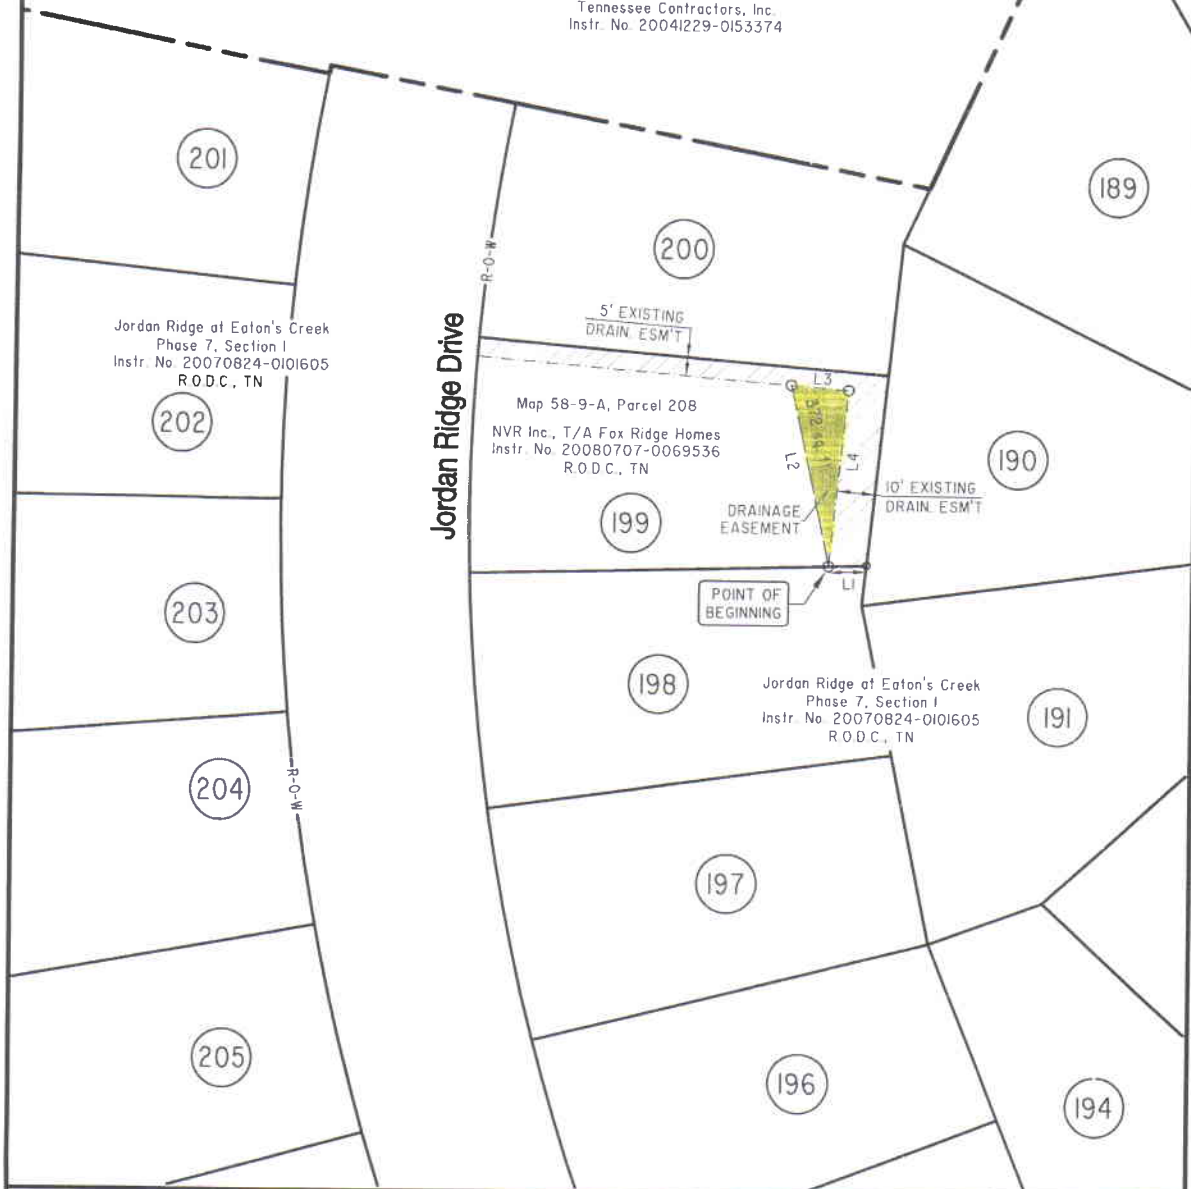 Tennessee Contractors, Inc.
Instr. No. 20041229-0153374
201
189
200
R-O-W
5' EXISTING
DRAIN. ESM'T
Jordan Ridge at Eaton's Creek
Phase 7, Section 1
Instr. No. 20070824-0101605
R.O.D.C., TN
Jordan Ridge Drive
L3
Map 58-9-A, Parcel 208
NVR Inc., T/A Fox Ridge Homes
Instr. No. 20080707-0069536
R.O.D.C., TN
202
L2
L4
190
10' EXISTING
DRAIN. ESM'T
199
DRAINAGE
EASEMENT
POINT OF
BEGINNING
L1
203
198
Jordan Ridge at Eaton's Creek
Phase 7, Section 1
Instr. No. 20070824-0101605
R.O.D.C., TN
191
204
R-O-W
197
205
196
194